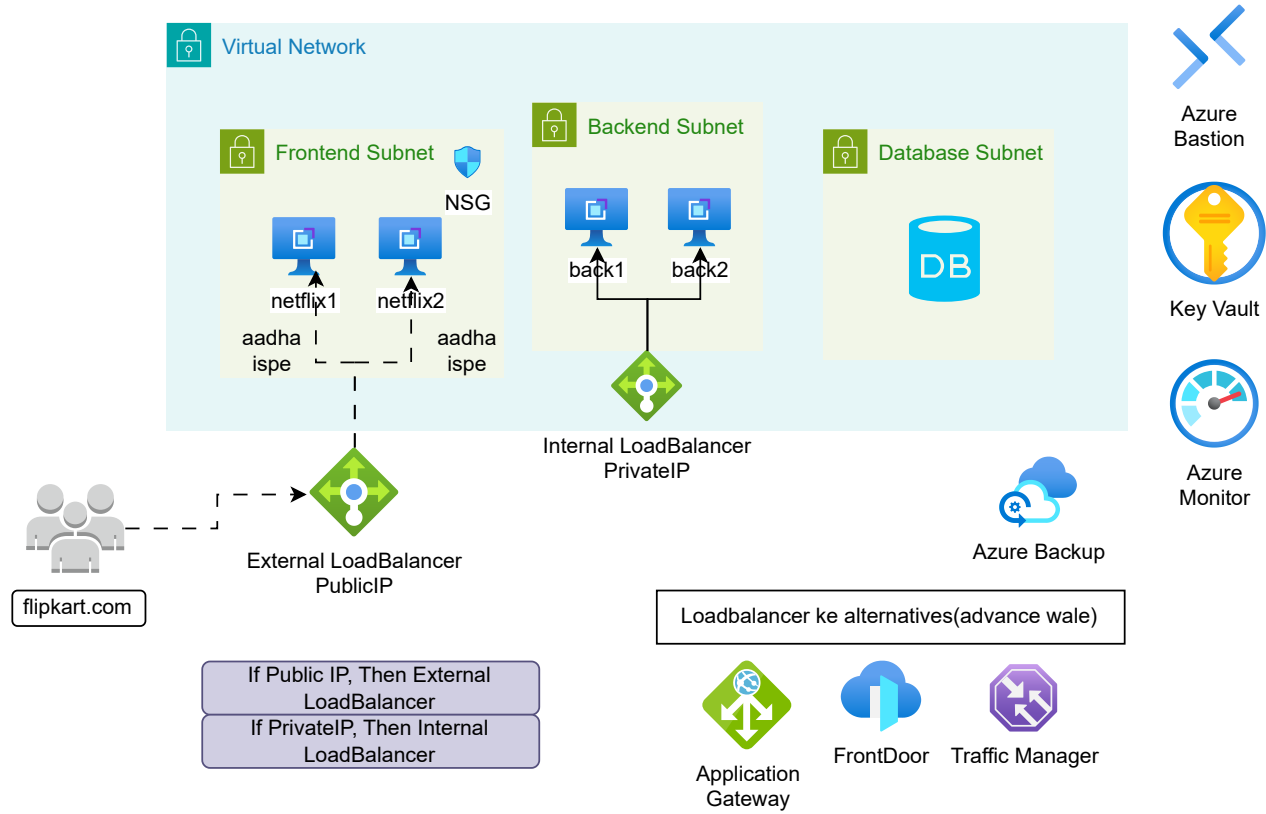 Virtual Network
Azure
Bastion
Frontend Subnet
NSG
netflix1
netflix2
aadha
ispe
aadha
ispe
Backend Subnet
back1
back2
Database Subnet
DB
Key Vault
Internal LoadBalancer
PrivateIP
Azure
Monitor
External LoadBalancer
PublicIP
flipkart.com
Azure Backup
Loadbalancer ke alternatives(advance wale)
If Public IP, Then External
LoadBalancer
If PrivateIP, Then Internal
LoadBalancer
Application
Gateway
FrontDoor
Traffic Manager